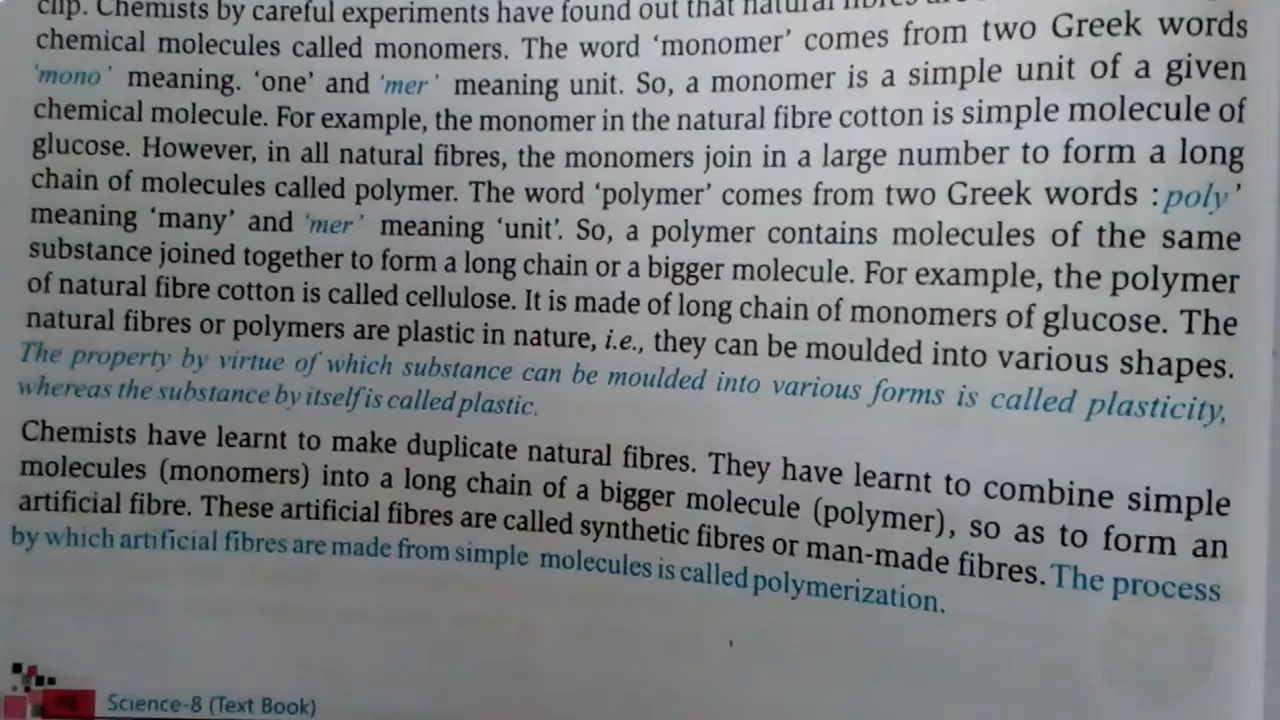 clip. Chemists by careful experiments have found out that natural fibres are
chemical molecules called monomers. The word ‘monomer’ comes from two Greek words
‘mono’ meaning. ‘one’ and ‘mer’ meaning unit. So, a monomer is a simple unit of a given
chemical molecule. For example, the monomer in the natural fibre cotton is simple molecule of
glucose. However, in all natural fibres, the monomers join in a large number to form a long
chain of molecules called polymer. The word ‘polymer’ comes from two Greek words : poly’
meaning ‘many’ and ‘mer’ meaning ‘unit’. So, a polymer contains molecules of the same
substance joined together to form a long chain or a bigger molecule. For example, the polymer
of natural fibre cotton is called cellulose. It is made of long chain of monomers of glucose. The
natural fibres or polymers are plastic in nature, i.e., they can be moulded into various shapes.
The property by virtue of which substance can be moulded into various forms is called plasticity,
whereas the substance by itself is called plastic.
Chemists have learnt to make duplicate natural fibres. They have learnt to combine simple
molecules (monomers) into a long chain of a bigger molecule (polymer), so as to form an
artificial fibre. These artificial fibres are called synthetic fibres or man-made fibres. The process
by which artificial fibres are made from simple molecules is called polymerization.
Science-8 (Text Book)